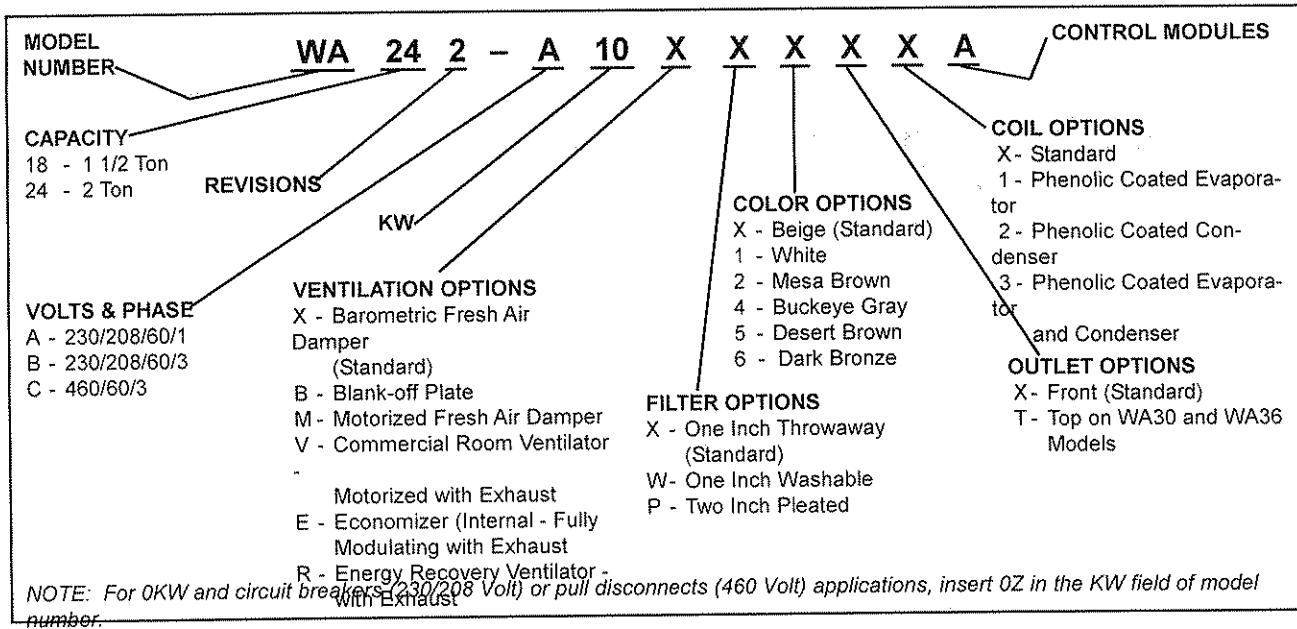 MODEL
NUMBER
WA 24 2 – A 10 X X X X X A
CONTROL MODULES
CAPACITY
18 - 1 1/2 Ton
24 - 2 Ton
REVISIONS
KW
VOLTS & PHASE
A - 230/208/60/1
B - 230/208/60/3
C - 460/60/3
VENTILATION OPTIONS
X - Barometric Fresh Air
Damper
(Standard)
B - Blank-off Plate
M - Motorized Fresh Air Damper
V - Commercial Room Ventilator
-
Motorized with Exhaust
E - Economizer (Internal - Fully
Modulating with Exhaust
R - Energy Recovery Ventilator -
with Exhaust
FILTER OPTIONS
X - One Inch Throwaway
(Standard)
W- One Inch Washable
P - Two Inch Pleated
COLOR OPTIONS
X - Beige (Standard)
1 - White
2 - Mesa Brown
4 - Buckeye Gray
5 - Desert Brown
6 - Dark Bronze
COIL OPTIONS
X- Standard
1 - Phenolic Coated Evapora-
tor
2 - Phenolic Coated Con-
denser
3 - Phenolic Coated Evapora-
tor
and Condenser
OUTLET OPTIONS
X- Front (Standard)
T- Top on WA30 and WA36
Models
NOTE: For 0KW and circuit breakers (230/208 Volt) or pull disconnects (460 Volt) applications, insert 0Z in the KW field of model
number.